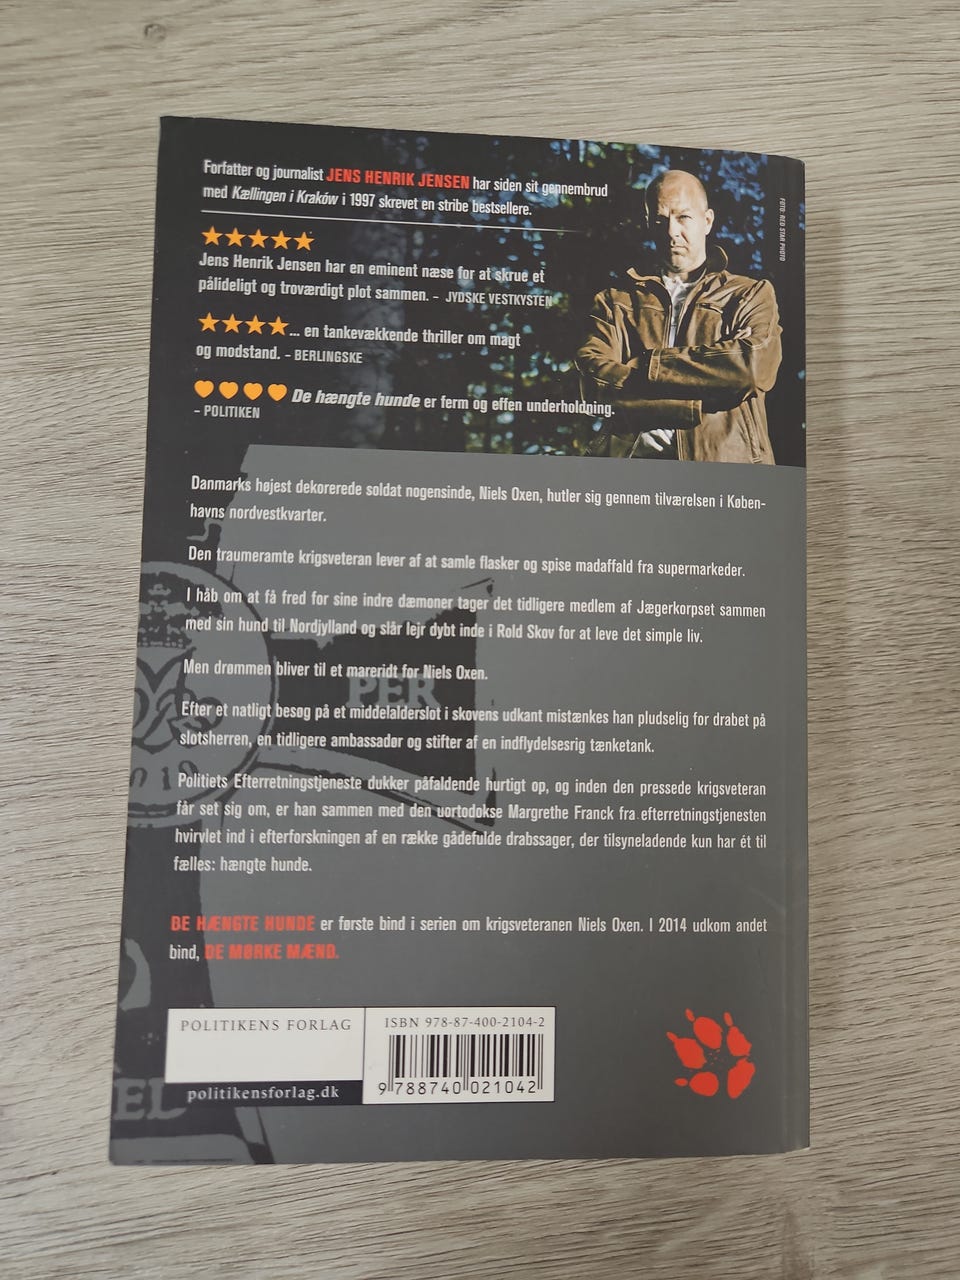 Forfatter og journalist JENS HENRIK JENSEN har siden sit gennembrud
med Kællingen i Kraków i 1997 skrevet en stribe bestsellere.
FOTO: RED STAR PHOTO
Jens Henrik Jensen har en eminent næse for at skrue et
pålideligt og troværdigt plot sammen. – JYDSKE VESTKYSTEN
... en tankevækkende thriller om magt
og modstand. – BERLINGSKE
De hængte hunde er ferm og effen underholdning.
– POLITIKEN
Danmarks højest dekorerede soldat nogensinde, Niels Oxen, hutler sig gennem tilværelsen i Køben-
havns nordvestkvarter.
Den traumeramte krigsveteran lever af at samle flasker og spise madaffald fra supermarkeder.
I håb om at få fred for sine indre dæmoner tager det tidligere medlem af Jægerkorpset sammen
med sin hund til Nordjylland og slår lejr dybt inde i Rold Skov for at leve det simple liv.
Men drømmen bliver til et mareridt for Niels Oxen.
PER
Efter et natligt besøg på et middelalderslot i skovens udkant mistænkes han pludselig for drabet på
slotsherren, en tidligere ambassadør og stifter af en indflydelsesrig tænketank.
Politiets Efterretningstjeneste dukker påfaldende hurtigt op, og inden den pressede krigsveteran
får set sig om, er han sammen med den uortodokse Margrethe Franck fra efterretningstjenesten
hvirvlet ind i efterforskningen af en række gådefulde drabssager, der tilsyneladende kun har ét til
fælles: hængte hunde.
DE HÆNGTE HUNDE er første bind i serien om krigsveteranen Niels Oxen. I 2014 udkom andet
bind, DE MØRKE MÆND.
POLITIKENS FORLAG
politikensforlag.dk
ISBN 978-87-400-2104-2
9 788740 021042
EL